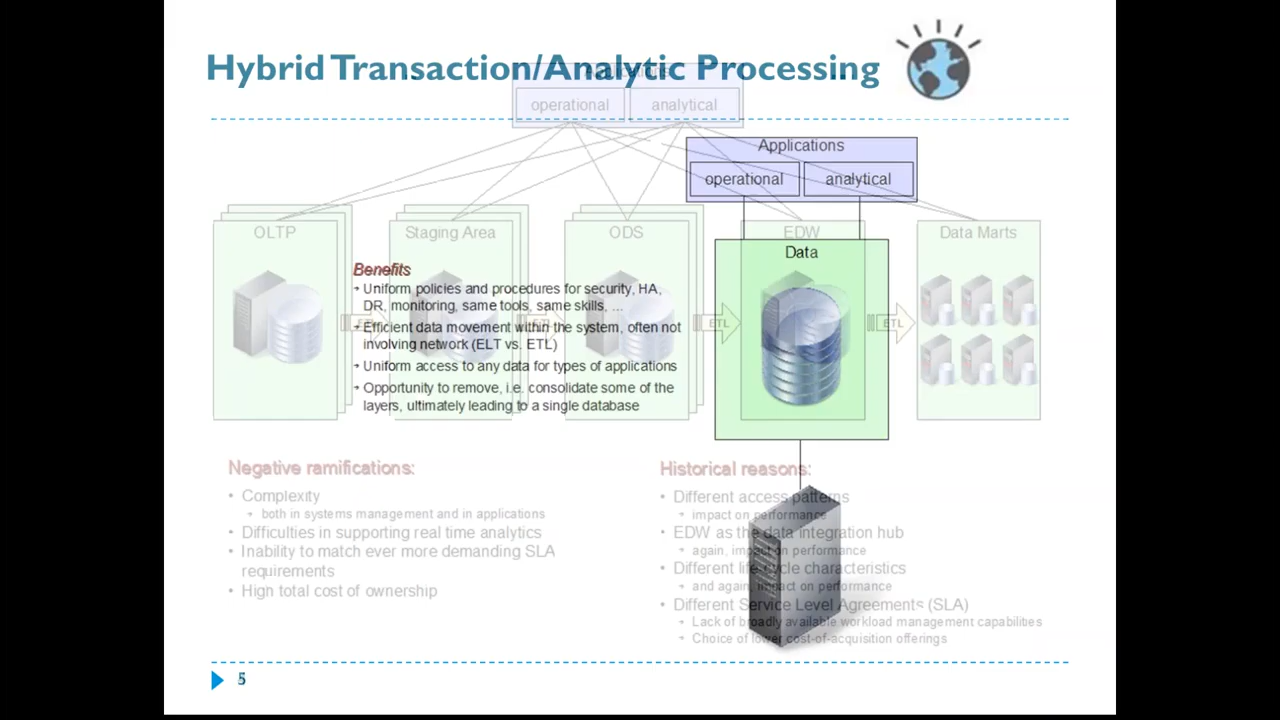 Hybrid Transaction/Analytic Processing
Applications
operational analytical
Applications
operational analytical
OLTP
Staging Area
ODS
EDW
Data Marts
Data
ETL
ETL
ETL
Benefits
Uniform policies and procedures for security, HA,
DR, monitoring, same tools, same skills, ...
Efficient data movement within the system, often not
involving network (ELT vs. ETL)
Uniform access to any data for types of applications
Opportunity to remove, i.e. consolidate some of the
layers, ultimately leading to a single database
Negative ramifications:
• Complexity
both in systems management and in applications
• Difficulties in supporting real time analytics
• Inability to match ever more demanding SLA
requirements
• High total cost of ownership
Historical reasons:
• Different access patterns
impact on performance
• EDW as the data integration hub
again, impact on performance
• Different life-cycle characteristics
and again, impact on performance
• Different Service Level Agreements (SLA)
Lack of broadly available workload management capabilities
Choice of lower cost-of-acquisition offerings
5